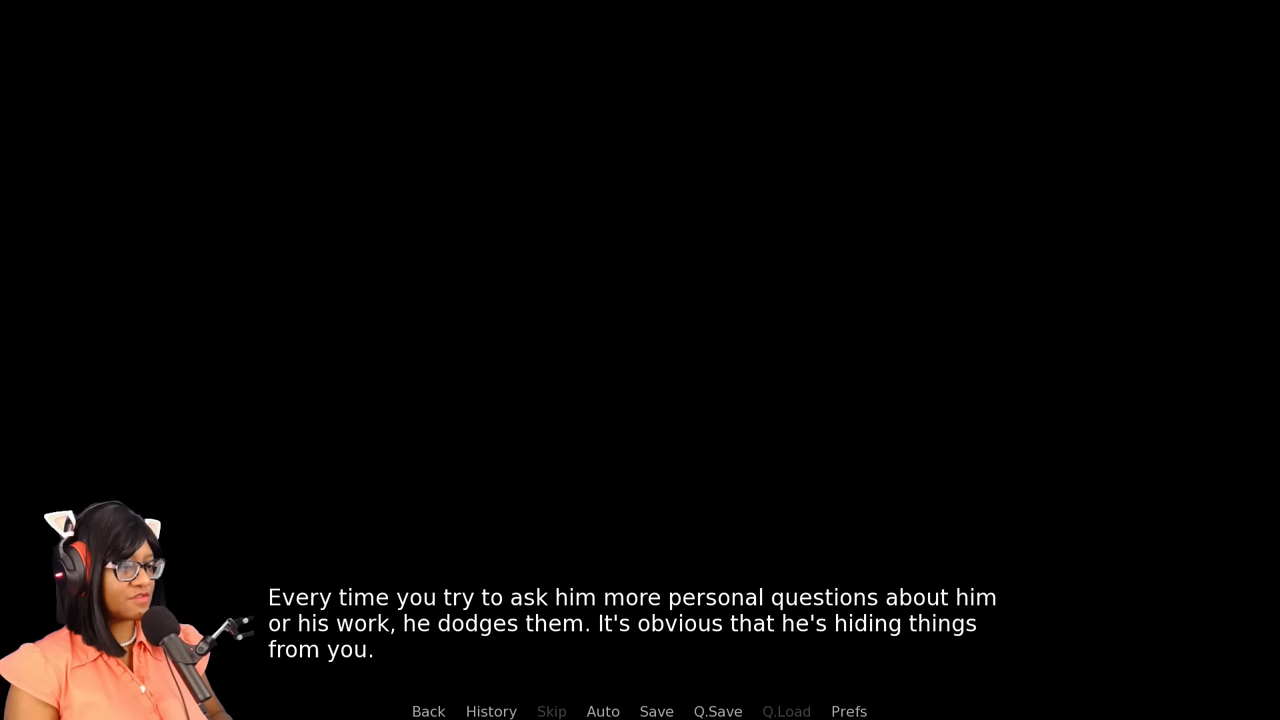 Every time you try to ask him more personal questions about him
or his work, he dodges them. It's obvious that he's hiding things
from you.
Back History Skip Auto Save Q.Save Q.Load Prefs